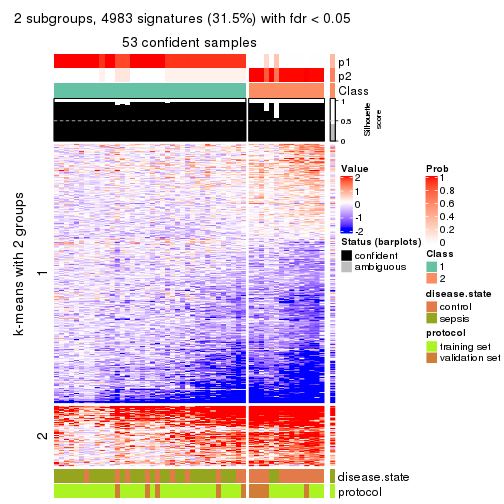 2 subgroups, 4983 signatures (31.5%) with fdr < 0.05
53 confident samples
p1
p2
Class
1
0.5
0
Silhouette
score
k-means with 2 groups
1
2
disease.state
protocol
Value
2
1
0
-1
-2
Status (barplots)
confident
ambiguous
Prob
1
0.8
0.6
0.4
0.2
0
Class
1
2
disease.state
control
sepsis
protocol
training set
validation set